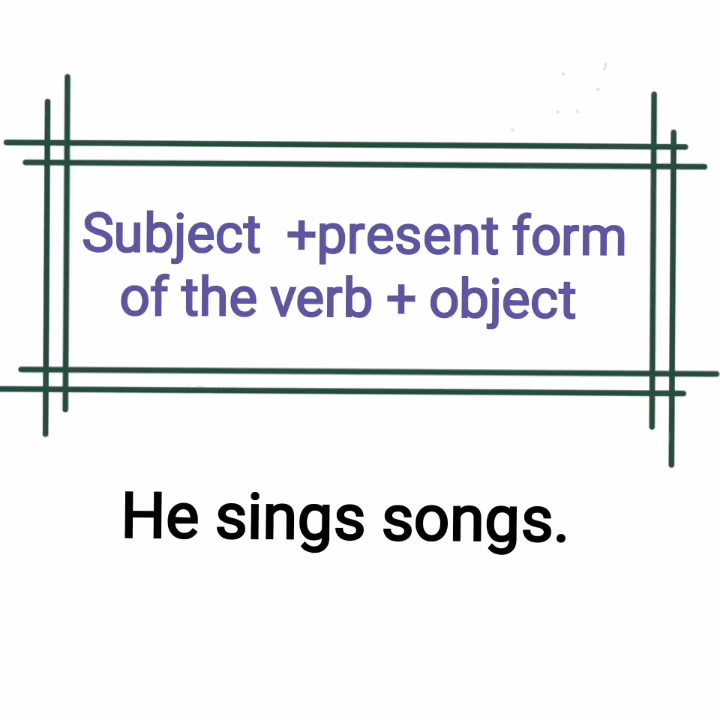 Subject +present form
of the verb + object
He sings songs.